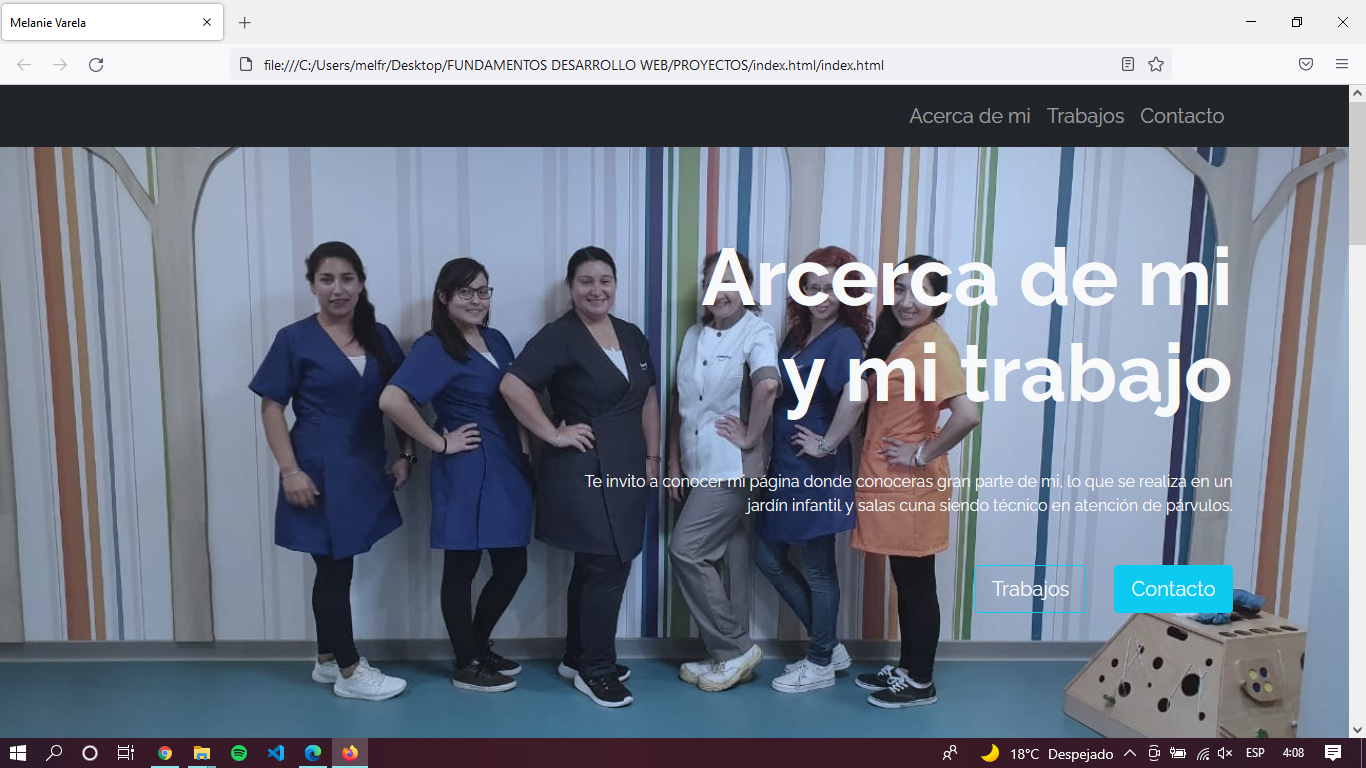 Melanie Varela
file:///C:/Users/melfr/Desktop/FUNDAMENTOS DESARROLLO WEB/PROYECTOS/index.html/index.html
Acerca de mi Trabajos Contacto
Arcerca de mi
y mi trabajo
Te invito a conocer mi página donde conoceras gran parte de mi, lo que se realiza en un
jardín infantil y salas cuna siendo técnico en atención de párvulos.
Trabajos Contacto
18°C Despejado ESP 4:08